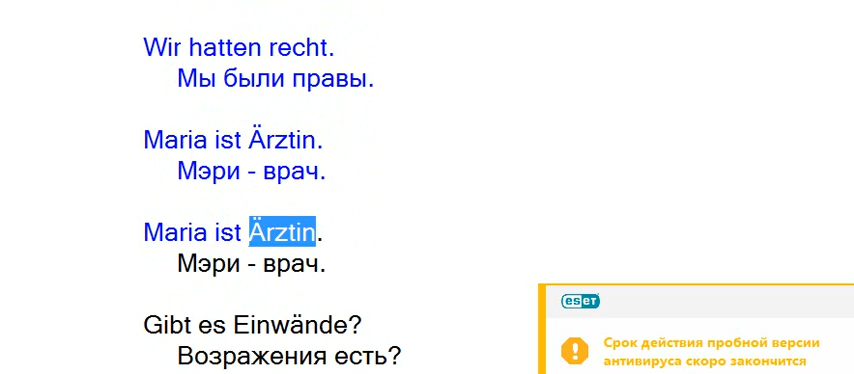 Wir hatten recht.
Мы были правы.
Maria ist Ärztin.
Мэри - врач.
Maria ist Ärztin.
Мэри - врач.
Gibt es Einwände?
Возражения есть?
eset
Срок действия пробной версии
антивируса скоро закончится